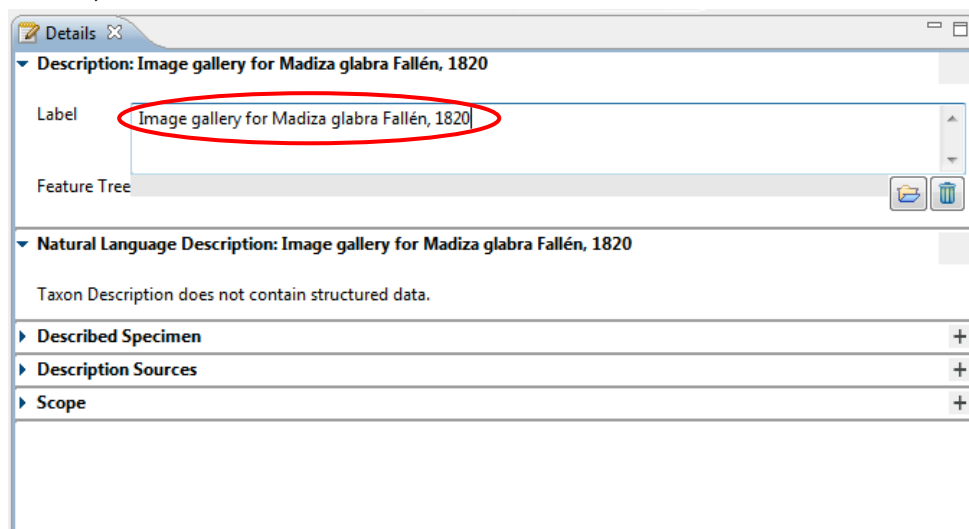 Details
Description: Image gallery for Madiza glabra Fallén, 1820
Label
Image gallery for Madiza glabra Fallén, 1820
Feature Tree
Natural Language Description: Image gallery for Madiza glabra Fallén, 1820
Taxon Description does not contain structured data.
Described Specimen
Description Sources
Scope